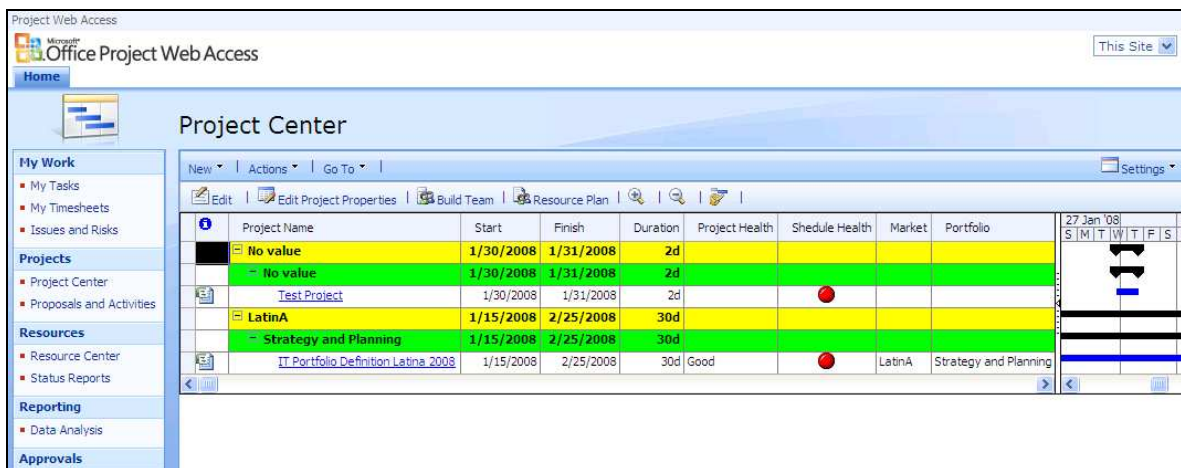 Project Web Access
Microsoft
Office Project Web Access
This Site
Home
Project Center
My Work
My Tasks
My Timesheets
Issues and Risks
Projects
Project Center
Proposals and Activities
Resources
Resource Center
Status Reports
Reporting
Data Analysis
Approvals
New | Actions | Go To |
Settings
Edit | Edit Project Properties | Build Team | Resource Plan | | |
Project Name Start Finish Duration Project Health Shedule Health Market Portfolio
27 Jan '08
S M T W T F S
No value 1/30/2008 1/31/2008 2d
No value 1/30/2008 1/31/2008 2d
Test Project 1/30/2008 1/31/2008 2d
LatinA 1/15/2008 2/25/2008 30d
Strategy and Planning 1/15/2008 2/25/2008 30d
IT Portfolio Definition Latina 2008 1/15/2008 2/25/2008 30d Good LatinA Strategy and Planning